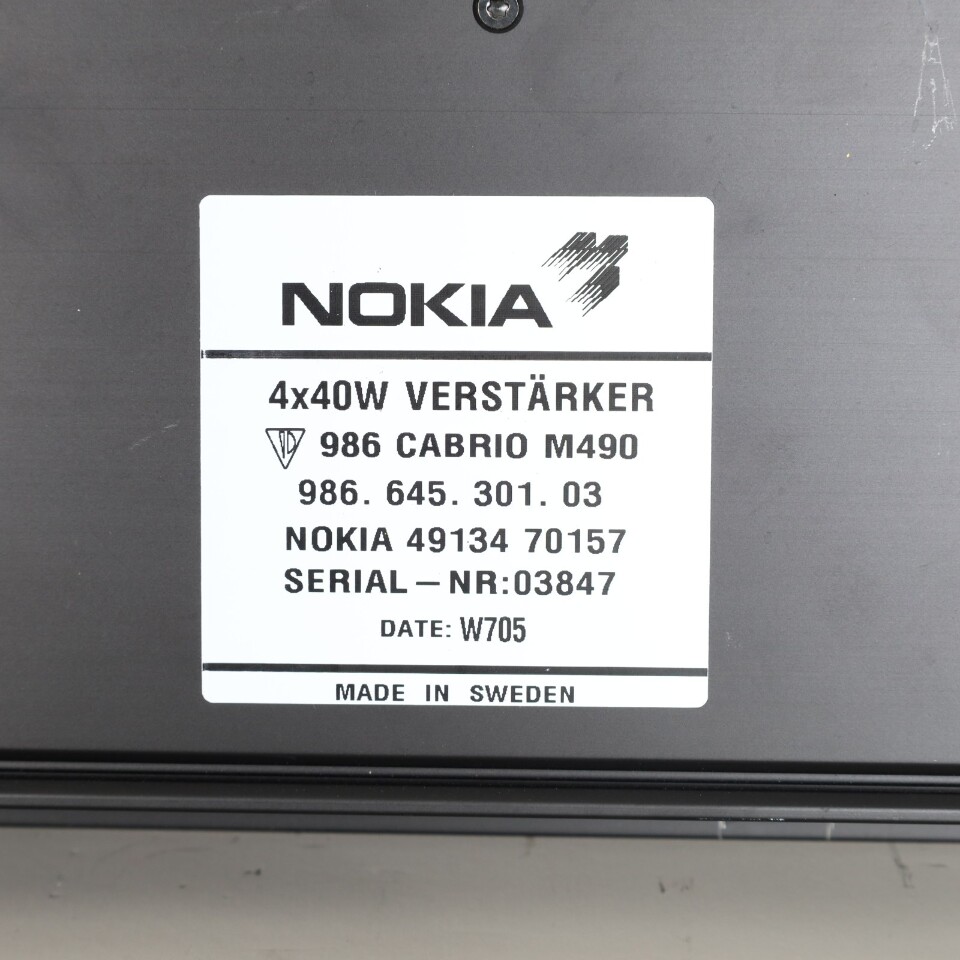 NOKIA
4x40W VERSTÄRKER
986 CABRIO M490
986. 645. 301. 03
NOKIA 49134 70157
SERIAL – NR:03847
DATE: W705
MADE IN SWEDEN